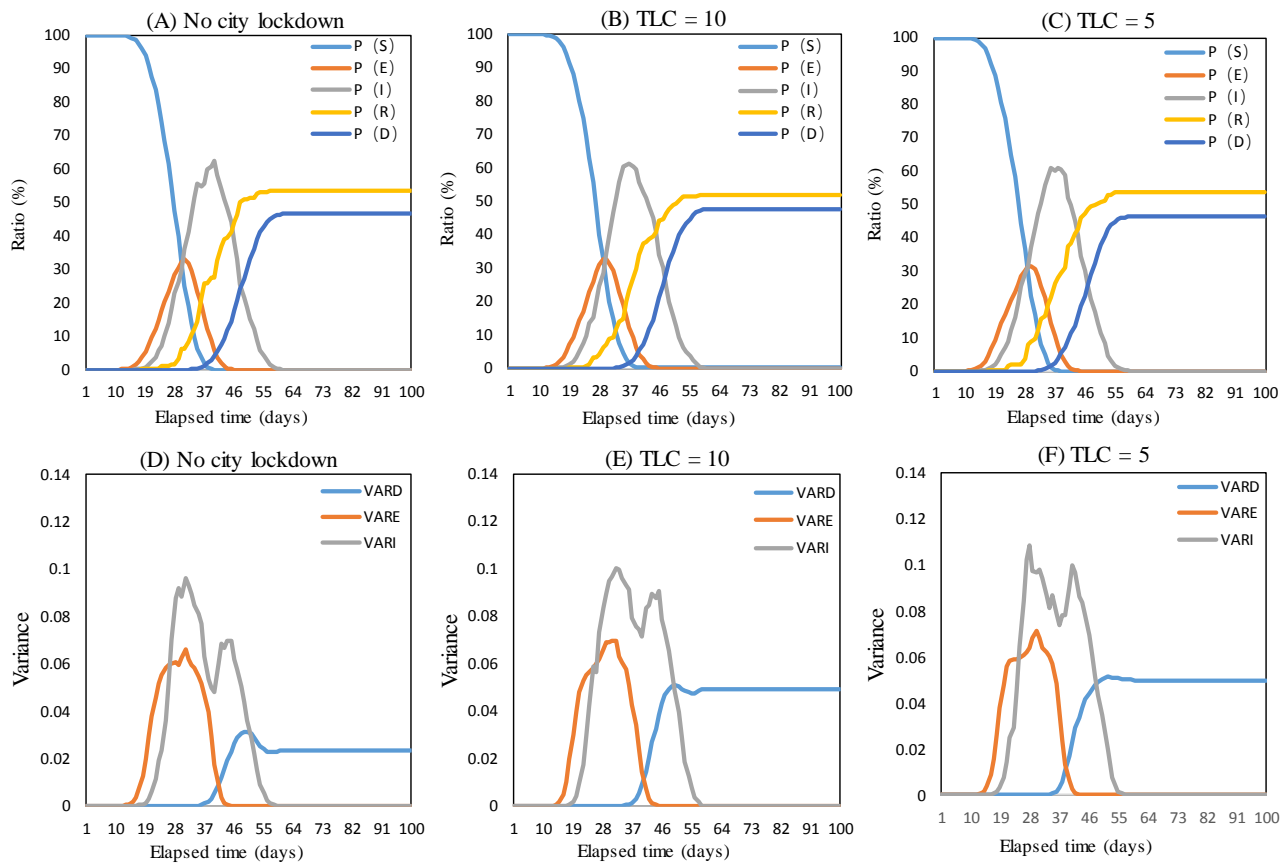 (A) No city lockdown
100
90
80
70
60
50
40
30
20
10
0
Ratio (%)
P (S)
P (E)
P (I)
P (R)
P (D)
1 10 19 28 37 46 55 64 73 82 91 100
Elapsed time (days)
(B) TLC = 10
100
90
80
70
60
50
40
30
20
10
0
Ratio (%)
P (S)
P (E)
P (I)
P (R)
P (D)
1 10 19 28 37 46 55 64 73 82 91 100
Elapsed time (days)
(C) TLC = 5
100
90
80
70
60
50
40
30
20
10
0
Ratio (%)
P (S)
P (E)
P (I)
P (R)
P (D)
1 10 19 28 37 46 55 64 73 82 91 100
Elapsed time (days)
(D) No city lockdown
0.14
0.12
0.1
0.08
0.06
0.04
0.02
0
Variance
VARD
VARE
VARI
1 10 19 28 37 46 55 64 73 82 91 100
Elapsed time (days)
(E) TLC = 10
0.14
0.12
0.1
0.08
0.06
0.04
0.02
0
Variance
VARD
VARE
VARI
1 10 19 28 37 46 55 64 73 82 91 100
Elapsed time (days)
(F) TLC = 5
0.14
0.12
0.1
0.08
0.06
0.04
0.02
0
Variance
VARD
VARE
VARI
1 10 19 28 37 46 55 64 73 82 91 100
Elapsed time (days)